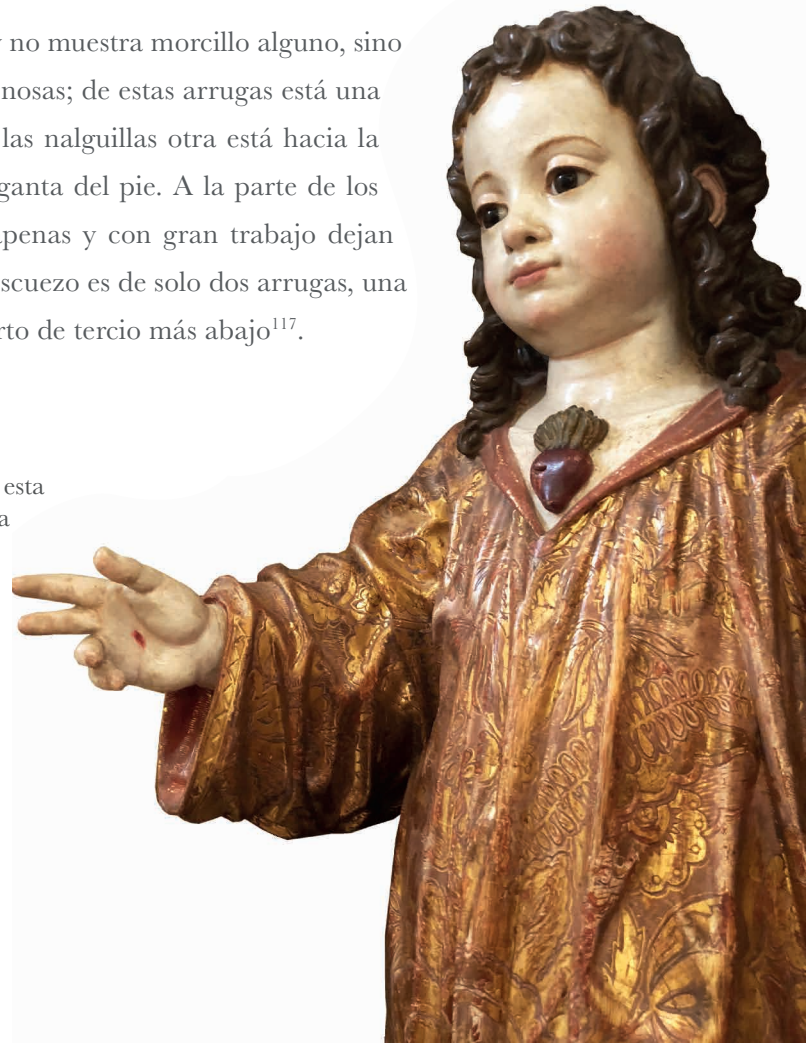 y no muestra morcillo alguno, sino
nosas; de estas arrugas está una
las nalguillas otra está hacia la
ganta del pie. A la parte de los
apenas y con gran trabajo dejan
scuezo es de solo dos arrugas, una
rto de tercio más abajo¹¹⁷.
esta
a